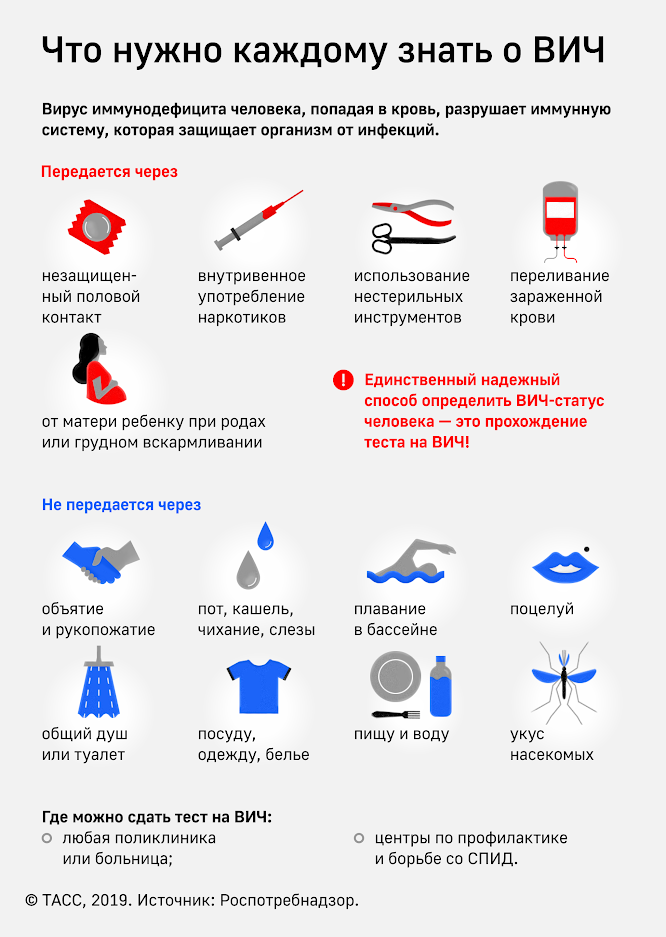 Что нужно каждому знать о ВИЧ
Вирус иммунодефицита человека, попадая в кровь, разрушает иммунную
систему, которая защищает организм от инфекций.
Передается через
незащищен-
ный половой
контакт
внутривенное
употребление
наркотиков
использование
нестерильных
инструментов
переливание
зараженной
крови
от матери ребенку при родах
или грудном вскармливании
! Единственный надежный
способ определить ВИЧ-статус
человека — это прохождение
теста на ВИЧ!
Не передается через
объятие
и рукопожатие
пот, кашель,
чихание, слезы
плавание
в бассейне
поцелуй
общий душ
или туалет
посуду,
одежду, белье
пищу и воду
укус
насекомых
Где можно сдать тест на ВИЧ:
любая поликлиника
или больница;
центры по профилактике
и борьбе со СПИД.
© ТАСС, 2019. Источник: Роспотребнадзор.